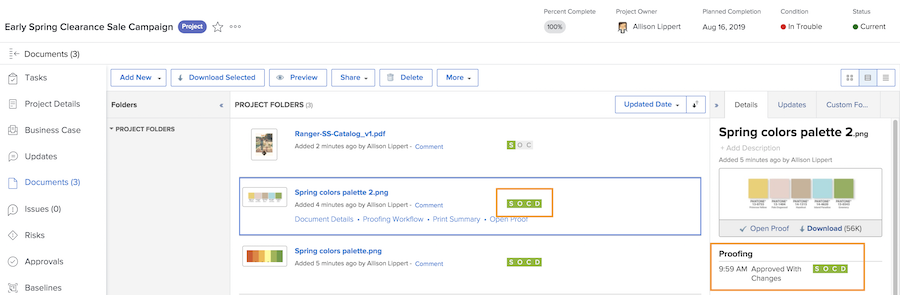 Early Spring Clearance Sale Campaign Project
Percent Complete
100%
Project Owner
Allison Lippert
Planned Completion
Aug 16, 2019
Condition
In Trouble
Status
Current
Documents (3)
Tasks
Project Details
Business Case
Updates
Documents (3)
Issues (0)
Risks
Approvals
Baselines
Add New
Download Selected
Preview
Share
Delete
More
Folders «
PROJECT FOLDERS
PROJECT FOLDERS (3)
Updated Date
Ranger-SS-Catalog_v1.pdf
Added 2 minutes ago by Allison Lippert • Comment
S O C
Spring colors palette 2.png
Added 4 minutes ago by Allison Lippert • Comment
S O C D
Document Details • Proofing Workflow • Print Summary • Open Proof
Spring colors palette.png
Added 5 minutes ago by Allison Lippert • Comment
S O C D
» Details Updates Custom Fo...
Spring colors palette 2.png
+ Add Description
Added 5 minutes ago by Allison Lippert
PANTONE PANTONE PANTONE PANTONE PANTONE
Open Proof Download (56K)
Proofing
9:59 AM Approved With S O C D
Changes